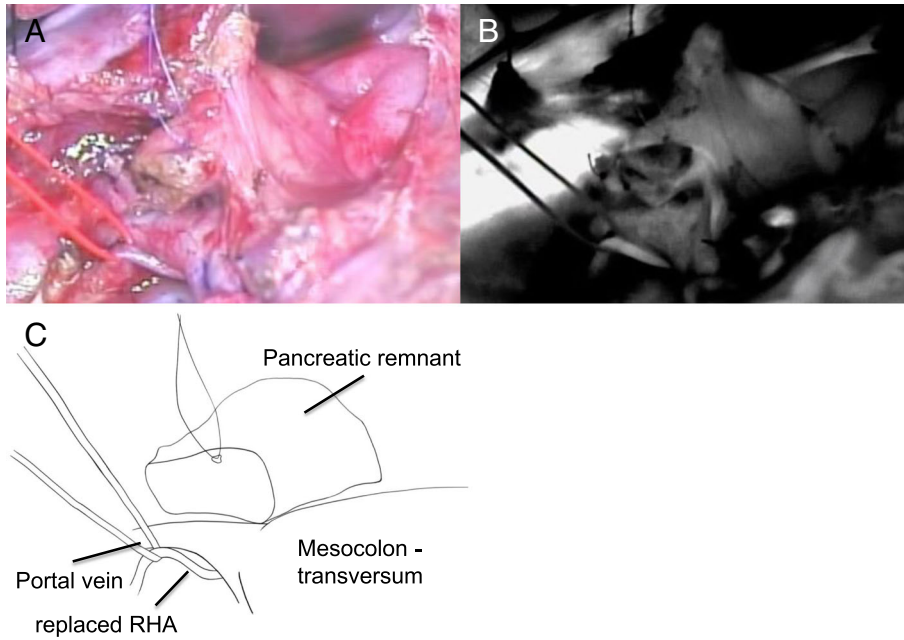 A
B
C
Pancreatic remnant
Mesocolon -
transversum
Portal vein
replaced RHA